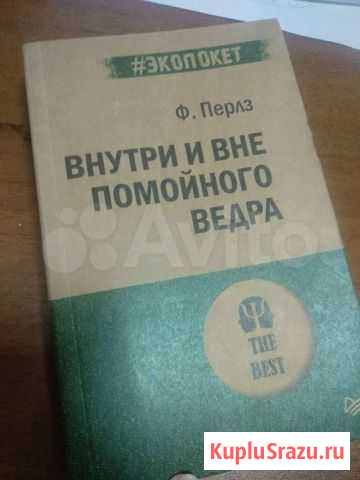 #ЭКОПОКЕТ
Ф. Перлз
ВНУТРИ И ВНЕ
ПОМОЙНОГО
ВЕДРА
Avito
Ψ
THE
BEST
KupluSrazu.ru